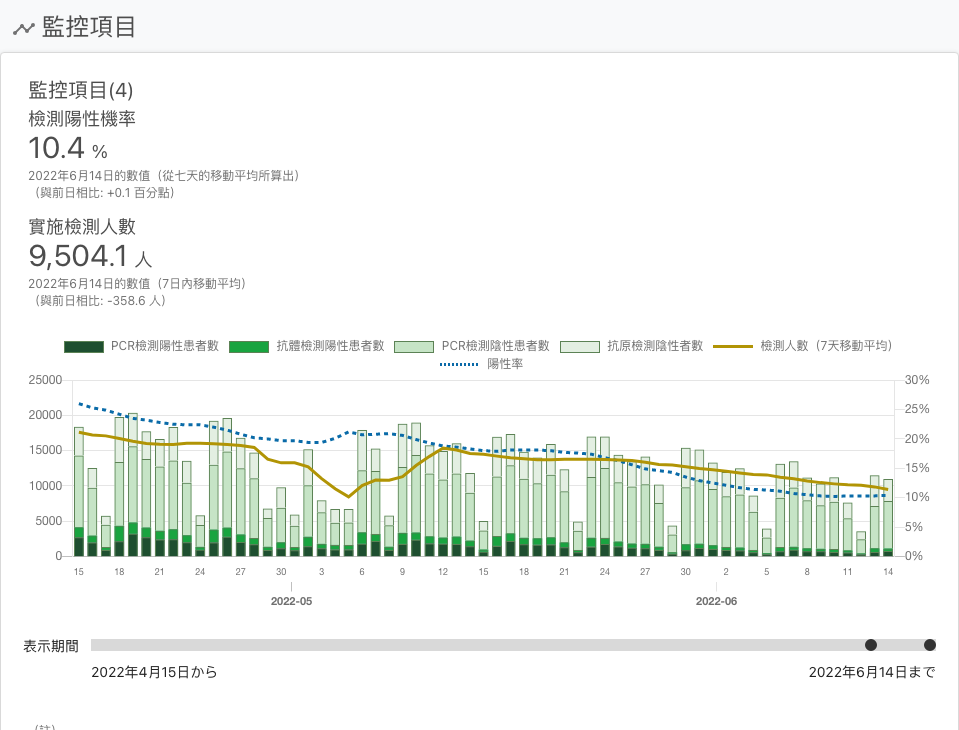 監控項目
監控項目(4)
檢測陽性機率
10.4 %
2022年6月14日的數值（從七天的移動平均所算出）
（與前日相比: +0.1 百分點）
實施檢測人數
9,504.1 人
2022年6月14日的數值（7日內移動平均）
（與前日相比: -358.6 人）
PCR檢測陽性患者數 抗體檢測陽性患者數 PCR檢測陰性患者數 抗原檢測陰性者數 檢測人數（7天移動平均）
陽性率
25000 30%
25%
20000
20%
15000
15%
10000
10%
5000
5%
0 0%
15 18 21 24 27 30 3 6 9 12 15 18 21 24 27 30 2 5 8 11 14
2022-05 2022-06
表示期間
2022年4月15日から 2022年6月14日まで
（註）